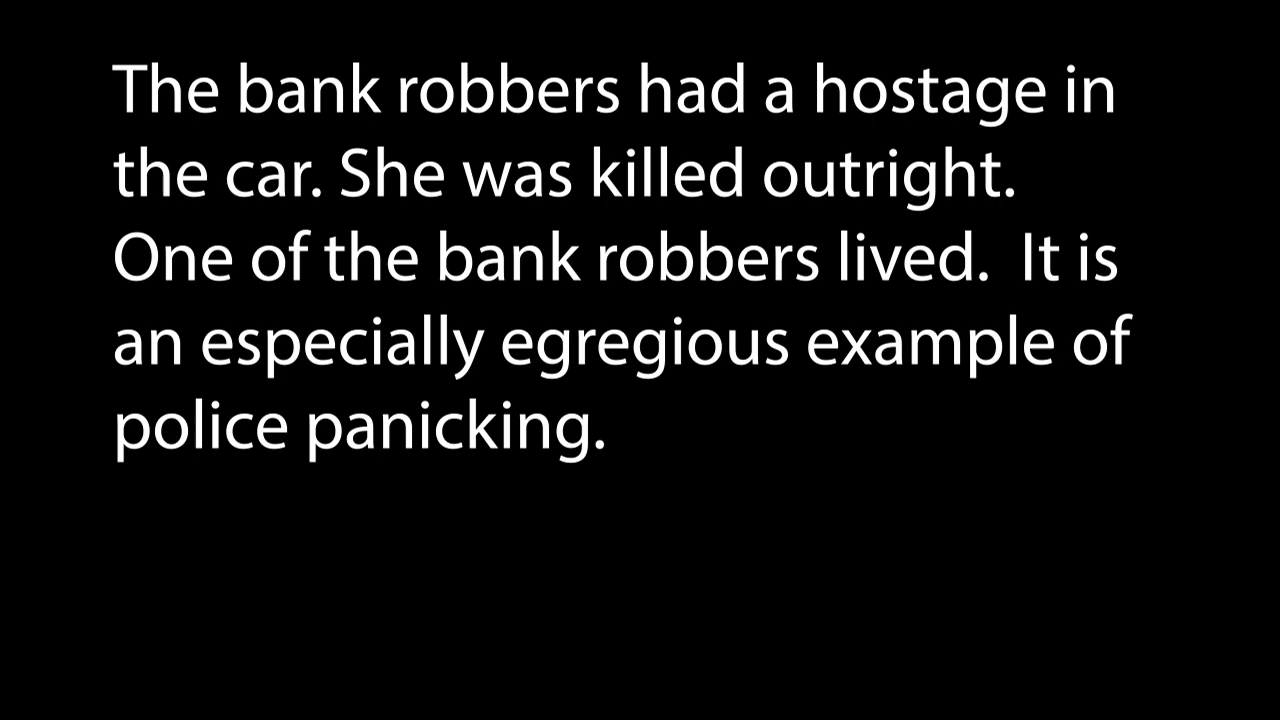 The bank robbers had a hostage in
the car. She was killed outright.
One of the bank robbers lived.  It is
an especially egregious example of
police panicking.